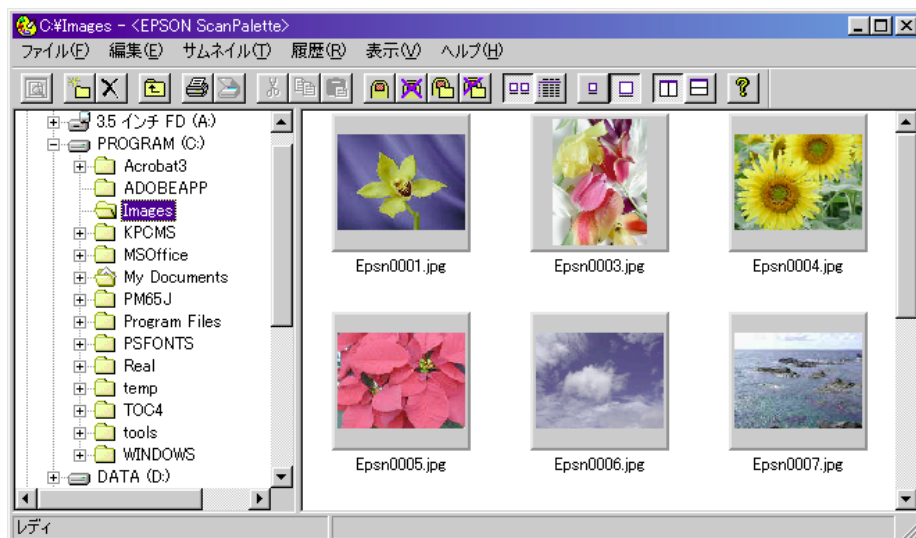 C:¥Images - <EPSON ScanPalette>
ファイル(F) 編集(E) サムネイル(T) 履歴(R) 表示(V) ヘルプ(H)
3.5 インチ FD (A:)
PROGRAM (C:)
Acrobat3
ADOBEAPP
Images
KPCMS
MSOffice
My Documents
PM65J
Program Files
PSFONTS
Real
temp
TOC4
tools
WINDOWS
DATA (D:)
Epsn0001.jpg
Epsn0003.jpg
Epsn0004.jpg
Epsn0005.jpg
Epsn0006.jpg
Epsn0007.jpg
レディ